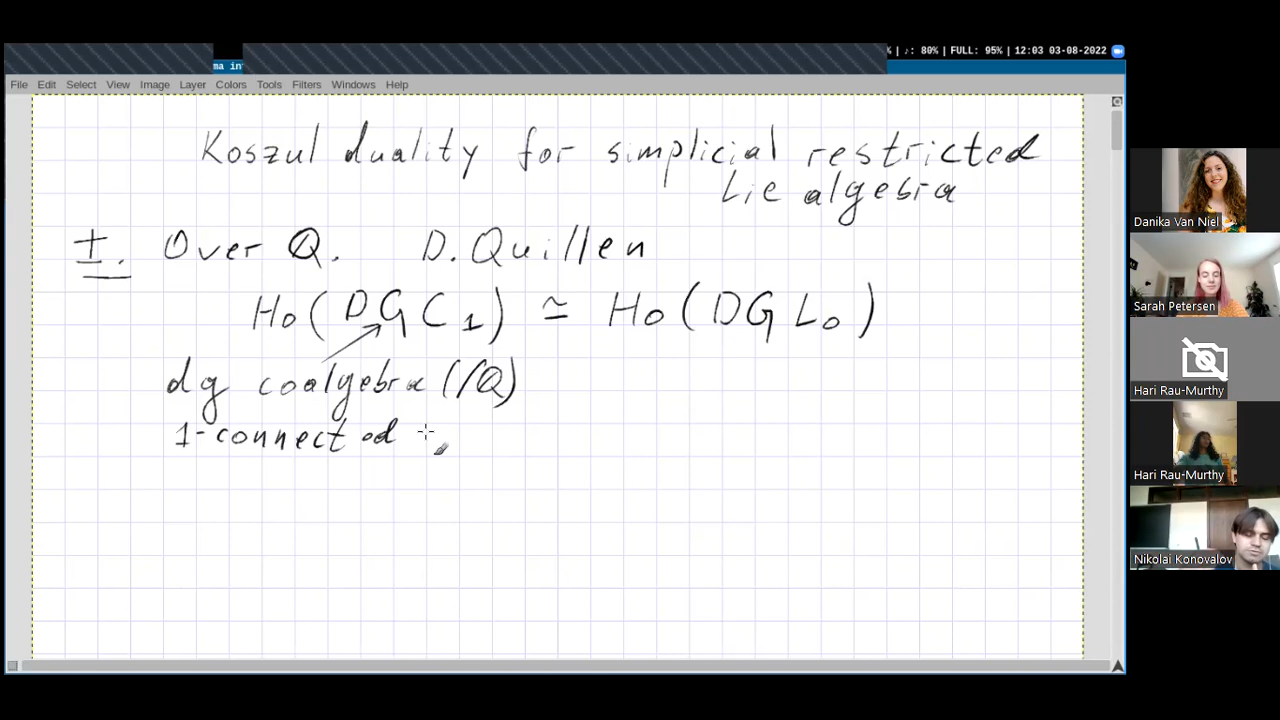 %| ♪: 80% | FULL: 95% | 12:03 03-08-2022
File Edit Select View Image Layer Colors Tools Filters Windows Help
Koszul duality for simplicial restricted
Lie algebra
I. Over Q. D. Quillen
Ho(DGC₁) ≃ Ho(DGL₀)
dg coalgebra (/Q)
1-connected
Danika Van Niel
Sarah Petersen
Hari Rau-Murthy
Hari Rau-Murthy
Nikolai Konovalov